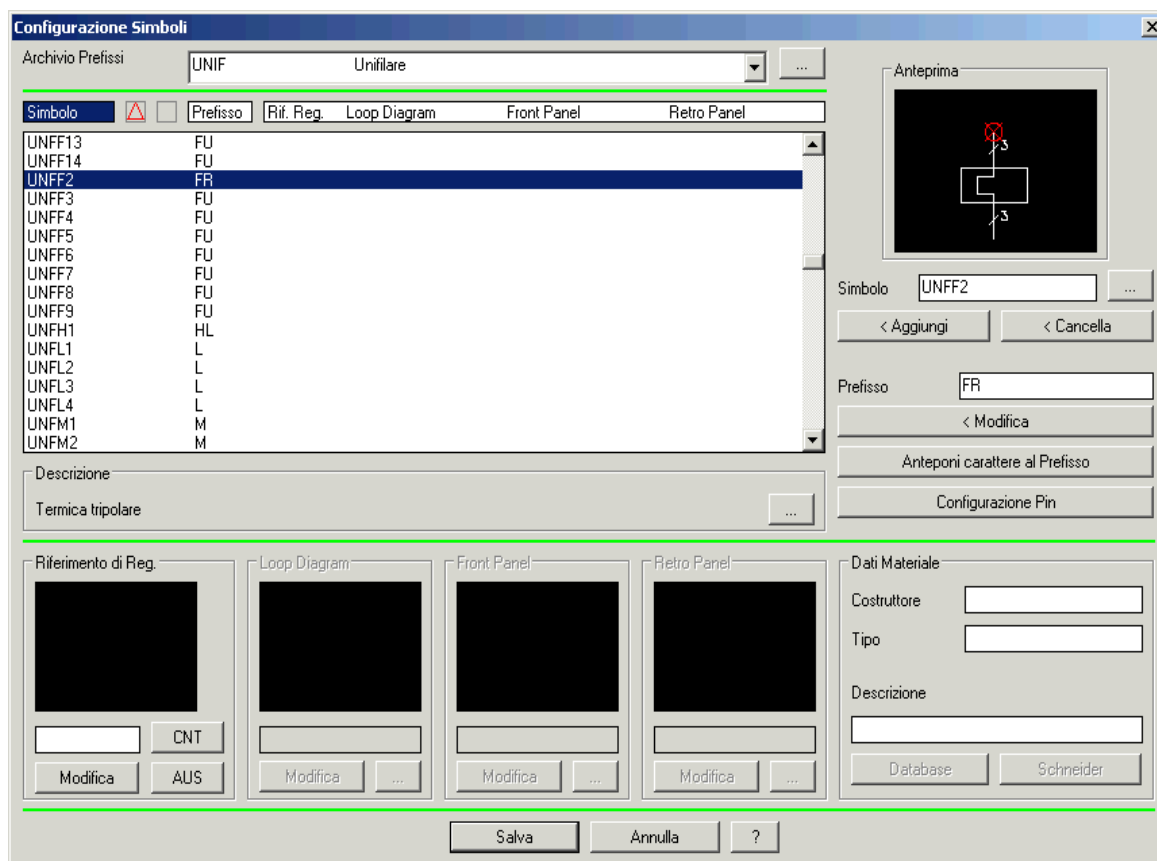 Configurazione Simboli
Archivio Prefissi
UNIF Unifilare
...
Simbolo Prefisso Rif. Reg. Loop Diagram Front Panel Retro Panel
UNFF13 FU
UNFF14 FU
UNFF2 FR
UNFF3 FU
UNFF4 FU
UNFF5 FU
UNFF6 FU
UNFF7 FU
UNFF8 FU
UNFF9 FU
UNFH1 HL
UNFL1 L
UNFL2 L
UNFL3 L
UNFL4 L
UNFM1 M
UNFM2 M
Descrizione
Termica tripolare ...
Anteprima
3
3
Simbolo UNFF2 ...
< Aggiungi < Cancella
Prefisso FR
< Modifica
Anteponi carattere al Prefisso
Configurazione Pin
Riferimento di Reg.
CNT
Modifica AUS
Loop Diagram
Modifica ...
Front Panel
Modifica ...
Retro Panel
Modifica ...
Dati Materiale
Costruttore
Tipo
Descrizione
Database Schneider
Salva Annulla ?